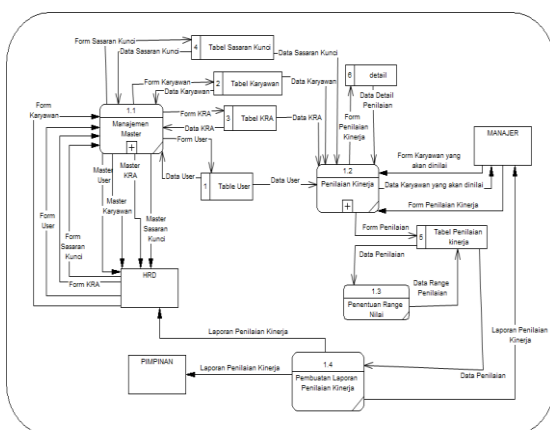 Form Sasaran Kunci
Data Sasaran Kunci
4 Tabel Sasaran Kunci
Data Sasaran Kunci
Form Karyawan
Data Karyawan
2 Tabel Karyawan
Data Karyawan
6 detail
1.1
Manajemen
Master
Form KRA
Data KRA
3 Tabel KRA
Data KRA
Form User
Data User
1 Table User
Data User
Form
Penilaian
Kinerja
Data Detail
Penilaian
MANAJER
Form Karyawan yang
akan dinilai
1.2
Penilaian Kinerja
Data Karyawan yang akan dinilai
Form Penilaian Kinerja
Form
Karyawan
Form
User
Master
User
Master
Karyawan
Master
KRA
Form
Sasaran
Kunci
Master
Sasaran
Kunci
Form KRA
HRD
Form Penilaian
5 Tabel Penilaian
kinerja
Data Penilaian
Data Range
Penilaian
1.3
Penentuan Range
Nilai
Laporan Penilaian Kinerja
Laporan Penilaian
Kinerja
PIMPINAN
Laporan Penilaian Kinerja
1.4
Pembuatan Laporan
Penilaian Kinerja
Data Penilaian